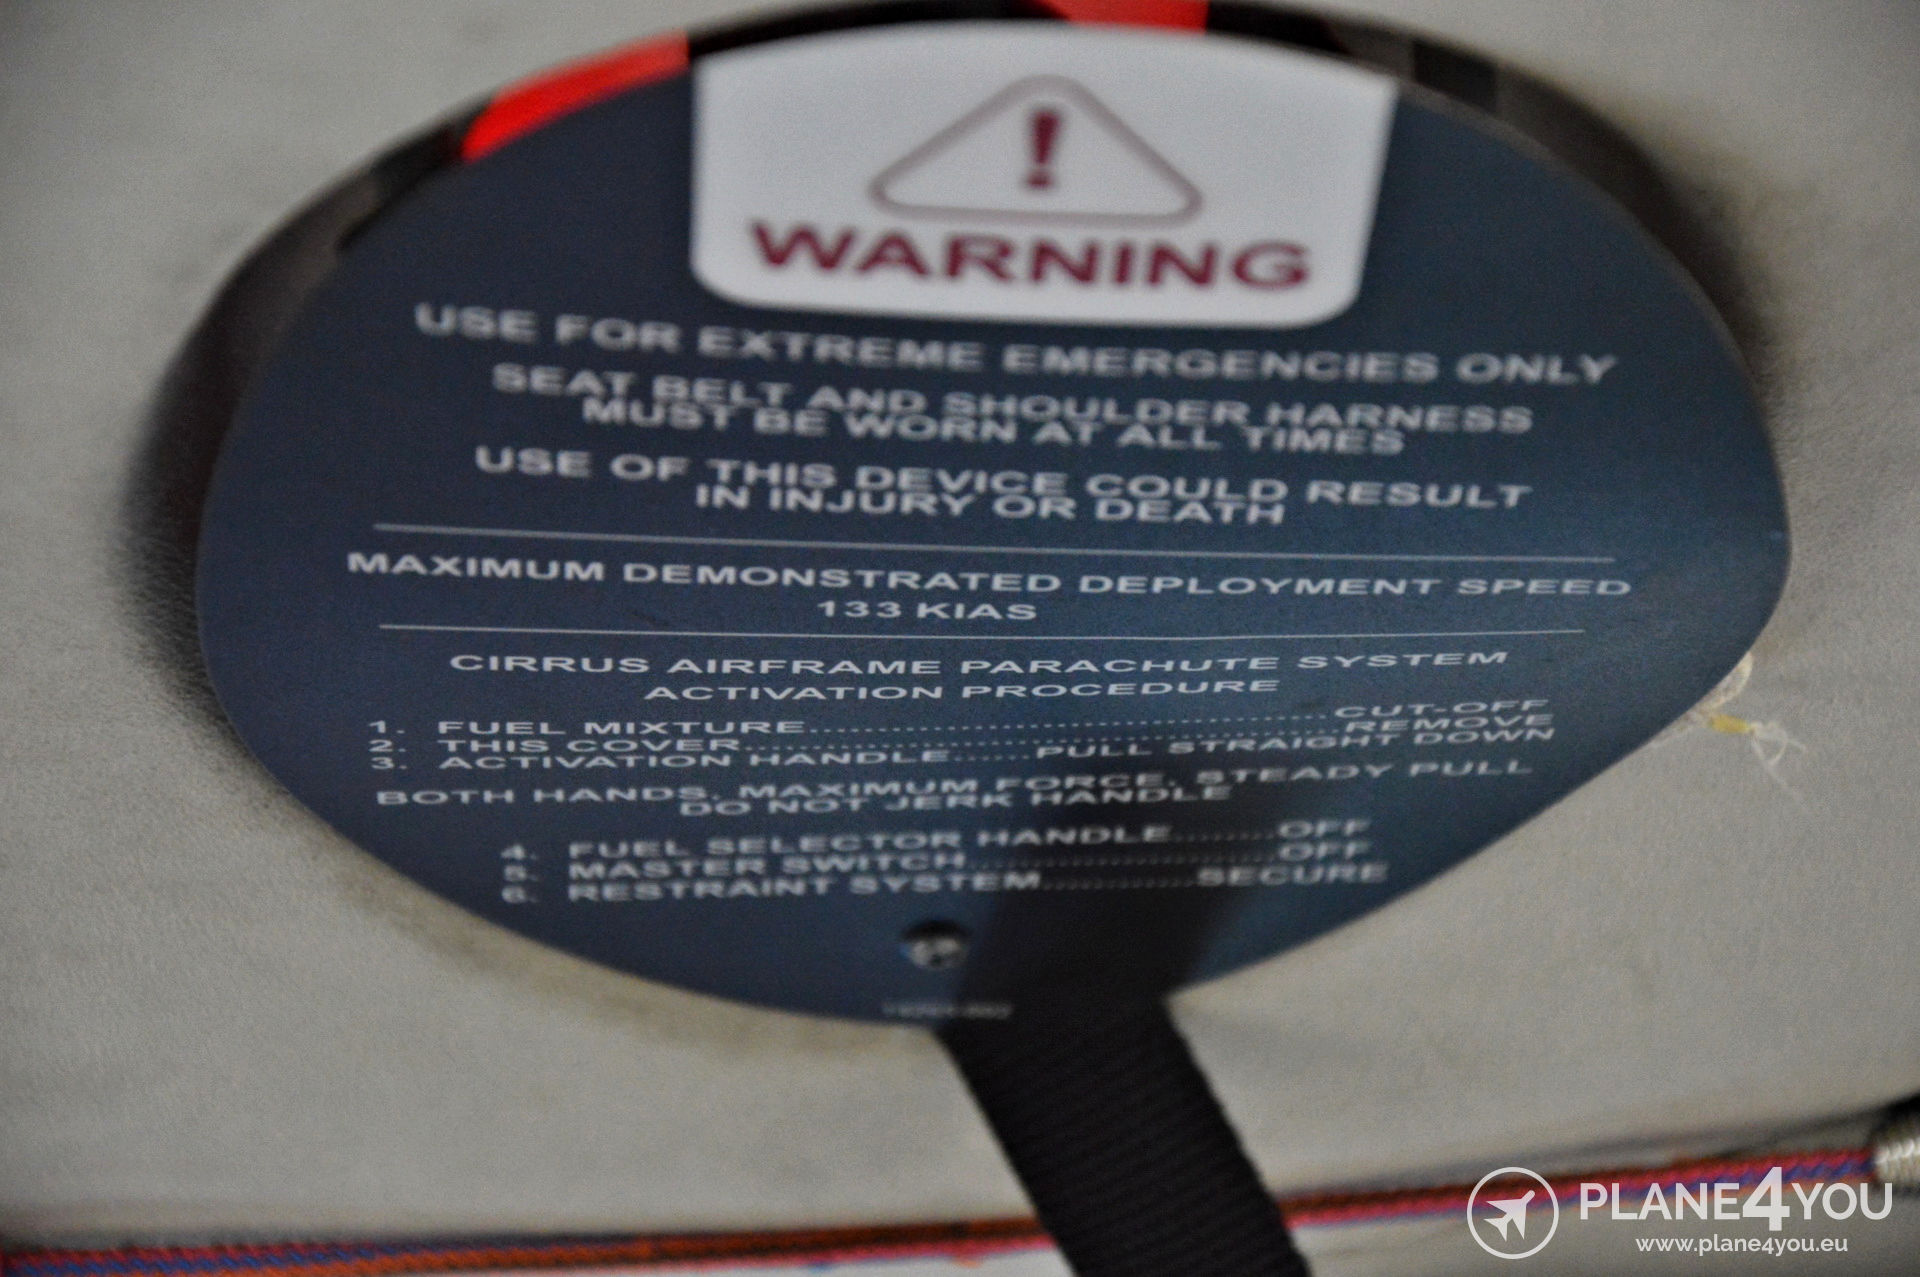 !
WARNING
USE FOR EXTREME EMERGENCIES ONLY
SEAT BELT AND SHOULDER HARNESS
MUST BE WORN AT ALL TIMES
USE OF THIS DEVICE COULD RESULT
IN INJURY OR DEATH
MAXIMUM DEMONSTRATED DEPLOYMENT SPEED
133 KIAS
CIRRUS AIRFRAME PARACHUTE SYSTEM
ACTIVATION PROCEDURE
1. FUEL MIXTURE..............................CUT-OFF
2. THIS COVER....................................REMOVE
3. ACTIVATION HANDLE......PULL STRAIGHT DOWN
BOTH HANDS, MAXIMUM FORCE, STEADY PULL
DO NOT JERK HANDLE
4. FUEL SELECTOR HANDLE........OFF
5. MASTER SWITCH......................OFF
6. RESTRAINT SYSTEM............SECURE
PLANE4YOU
www.plane4you.eu